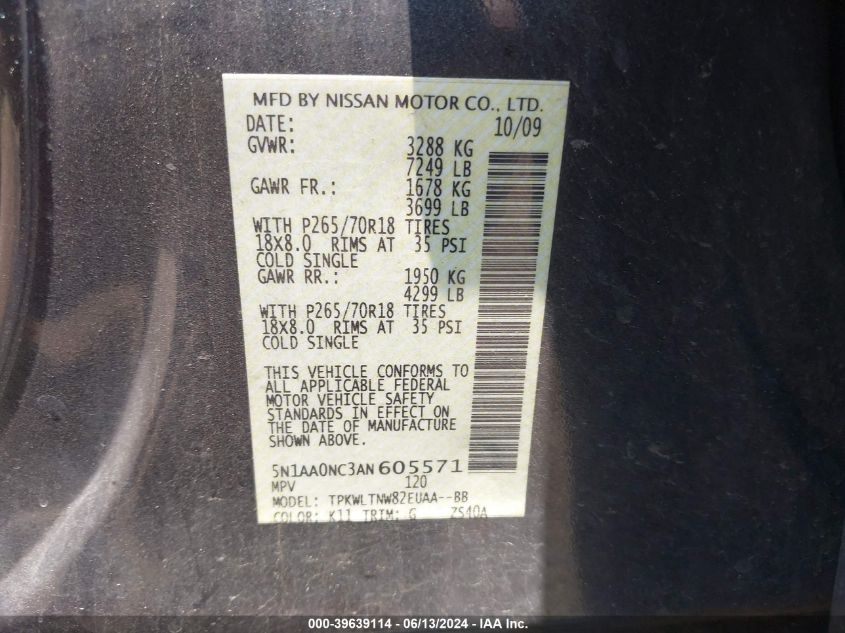 MFD BY NISSAN MOTOR CO., LTD.
DATE: 10/09
GVWR: 3288 KG
7249 LB
GAWR FR.: 1678 KG
3699 LB
WITH P265/70R18 TIRES
18X8.0 RIMS AT 35 PSI
COLD SINGLE
GAWR RR.: 1950 KG
4299 LB
WITH P265/70R18 TIRES
18X8.0 RIMS AT 35 PSI
COLD SINGLE
THIS VEHICLE CONFORMS TO
ALL APPLICABLE FEDERAL
MOTOR VEHICLE SAFETY
STANDARDS IN EFFECT ON
THE DATE OF MANUFACTURE
SHOWN ABOVE.
5N1AA0NC3AN605571
MPV 120
MODEL: TPKWLTNW82EUAA--BB
COLOR: K11 TRIM: G ZS40A
000-39639114 - 06/13/2024 - IAA Inc.